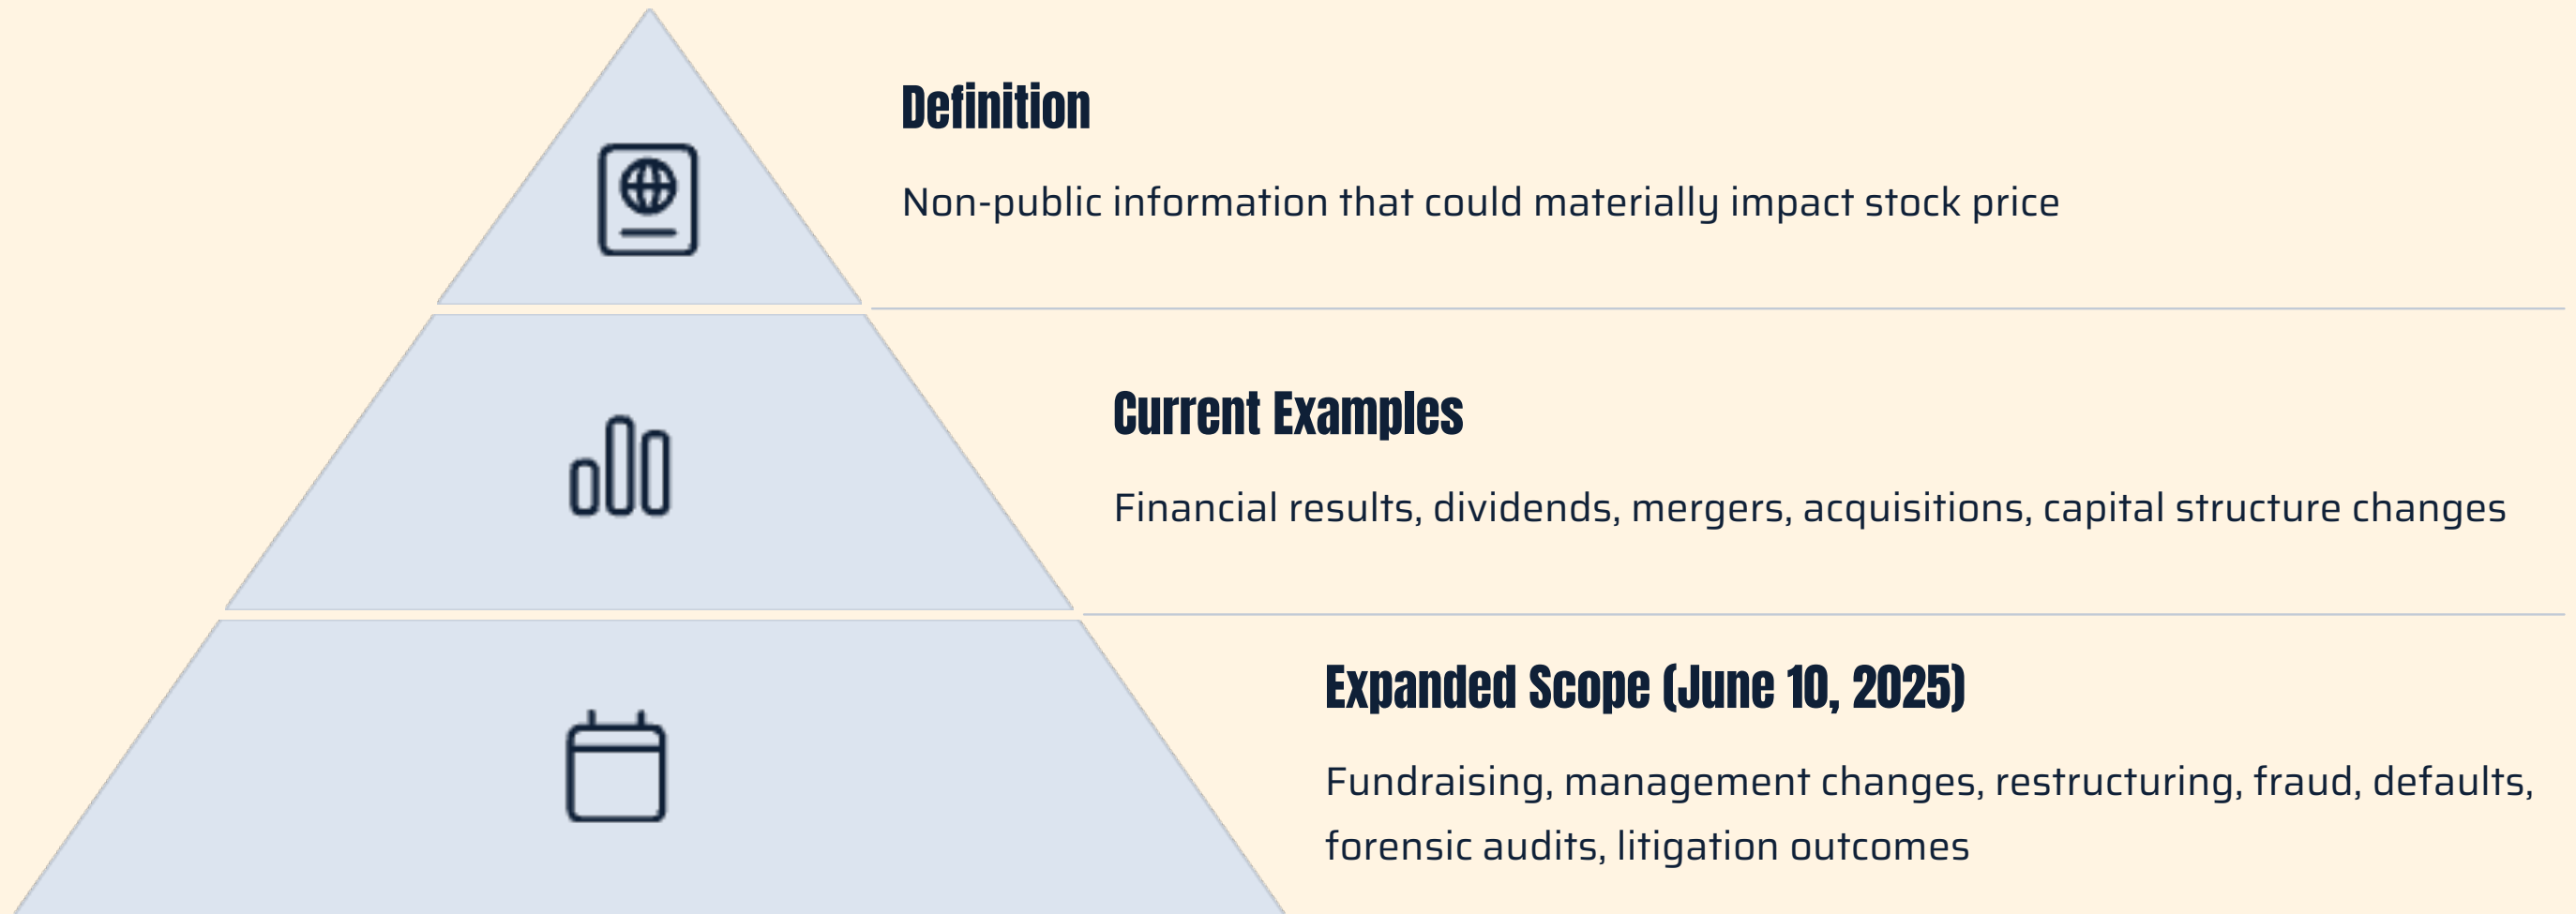 Definition
Non-public information that could materially impact stock price
Current Examples
Financial results, dividends, mergers, acquisitions, capital structure changes
Expanded Scope (June 10, 2025)
Fundraising, management changes, restructuring, fraud, defaults,
forensic audits, litigation outcomes